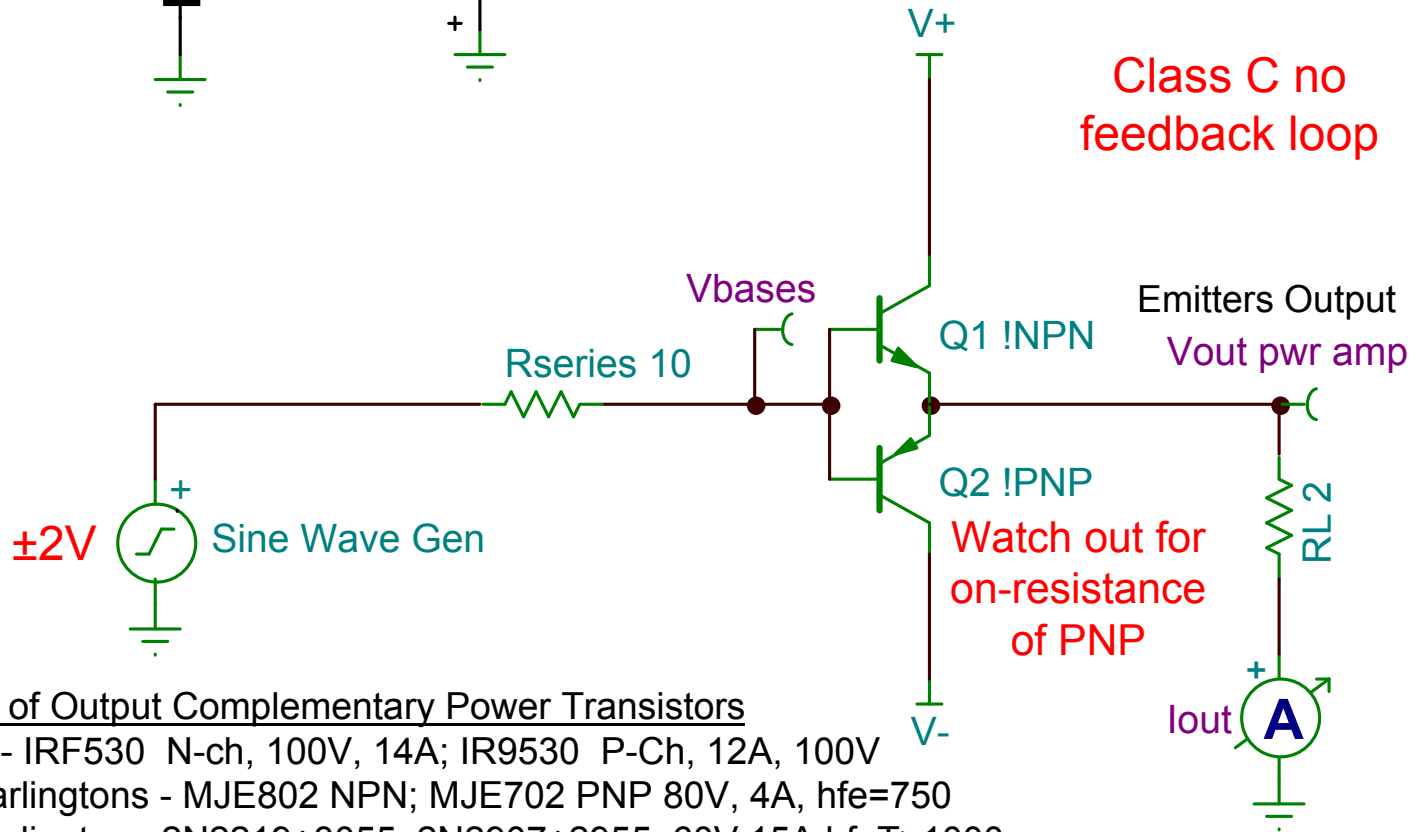 +
V+
Class C no
feedback loop
Vbases
Q1 !NPN
Emitters Output
Vout pwr amp
Rseries 10
+
±2V
Sine Wave Gen
Q2 !PNP
Watch out for
on-resistance
of PNP
RL 2
+
Iout
A
V-
of Output Complementary Power Transistors
- IRF530 N-ch, 100V, 14A; IR9530 P-Ch, 12A, 100V
arlingtons - MJE802 NPN; MJE702 PNP 80V, 4A, hfe=750